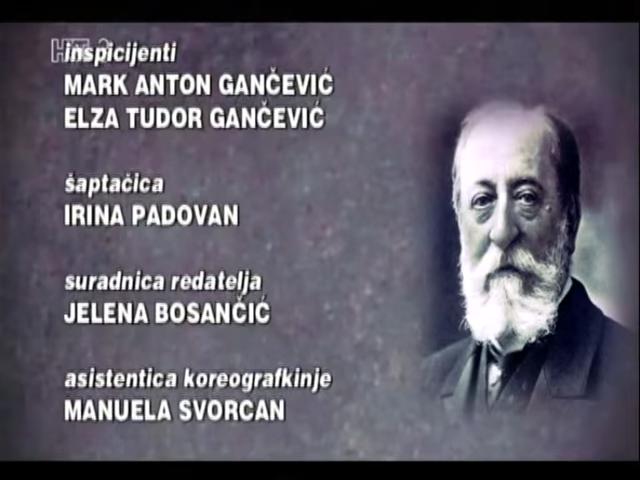 inspicijenti
MARK ANTON GANČEVIĆ
ELZA TUDOR GANČEVIĆ
šaptačica
IRINA PADOVAN
suradnica redatelja
JELENA BOSANČIĆ
asistentica koreografkinje
MANUELA SVORCAN